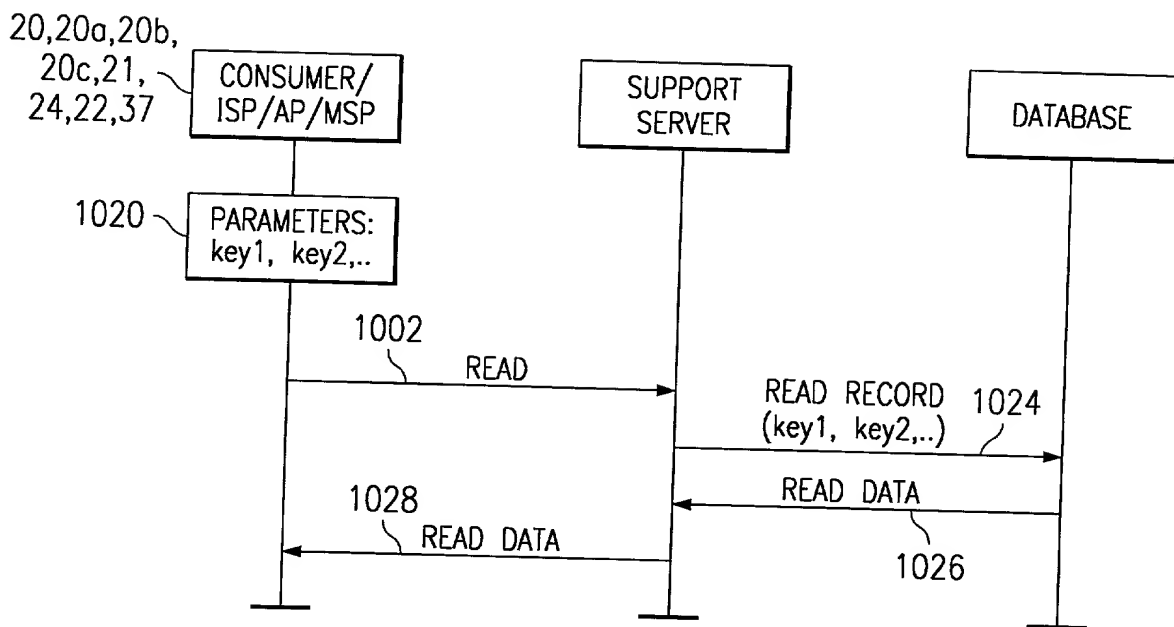 20,20a,20b,
20c,21,
24,22,37
CONSUMER/
ISP/AP/MSP
SUPPORT
SERVER
DATABASE
1020
PARAMETERS:
key1, key2,..
1002
READ
READ RECORD
(key1, key2,..)
1024
READ DATA
1026
1028
READ DATA